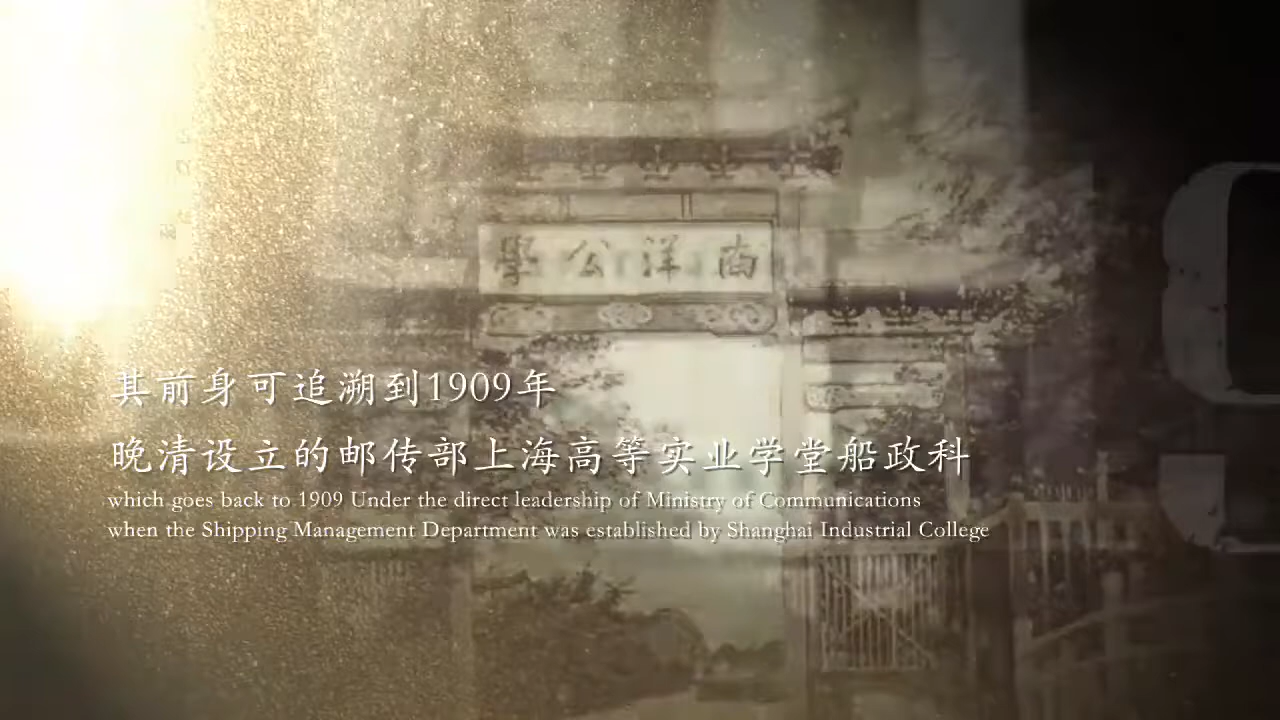 南洋公學
其前身可追溯到1909年
晚清设立的邮传部上海高等实业学堂船政科
which goes back to 1909 Under the direct leadership of Ministry of Communications
when the Shipping Management Department was established by Shanghai Industrial College